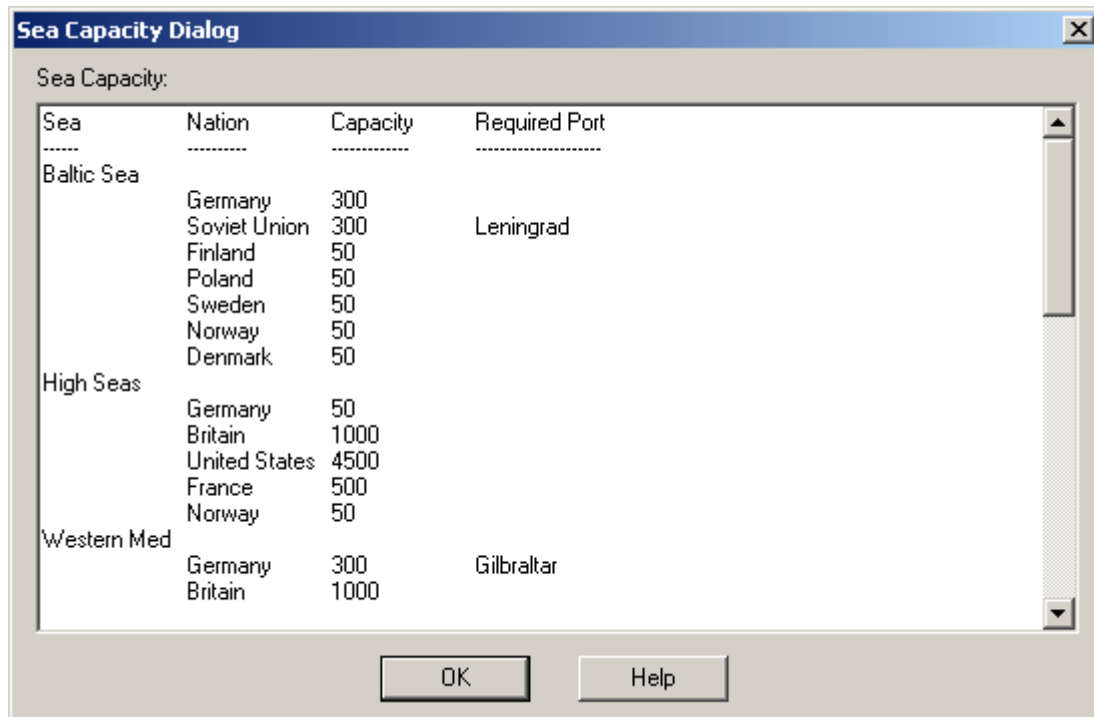 Sea Capacity Dialog
Sea Capacity:
Sea Nation Capacity Required Port
------ ---------- ------------- ---------------------
Baltic Sea
Germany 300
Soviet Union 300 Leningrad
Finland 50
Poland 50
Sweden 50
Norway 50
Denmark 50
High Seas
Germany 50
Britain 1000
United States 4500
France 500
Norway 50
Western Med
Germany 300 Gilbraltar
Britain 1000
OK Help